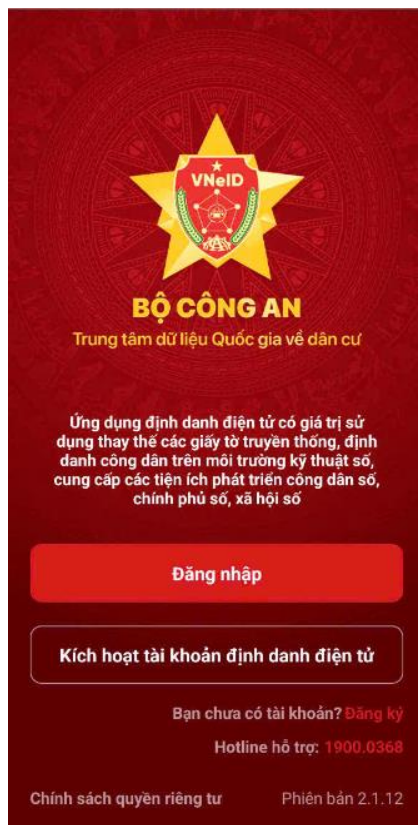 VNeID
BỘ CÔNG AN
Trung tâm dữ liệu Quốc gia về dân cư
Ứng dụng định danh điện tử có giá trị sử
dụng thay thế các giấy tờ truyền thống, định
danh công dân trên môi trường kỹ thuật số,
cung cấp các tiện ích phát triển công dân số,
chính phủ số, xã hội số
Đăng nhập
Kích hoạt tài khoản định danh điện tử
Bạn chưa có tài khoản? Đăng ký
Hotline hỗ trợ: 1900.0368
Chính sách quyền riêng tư Phiên bản 2.1.12